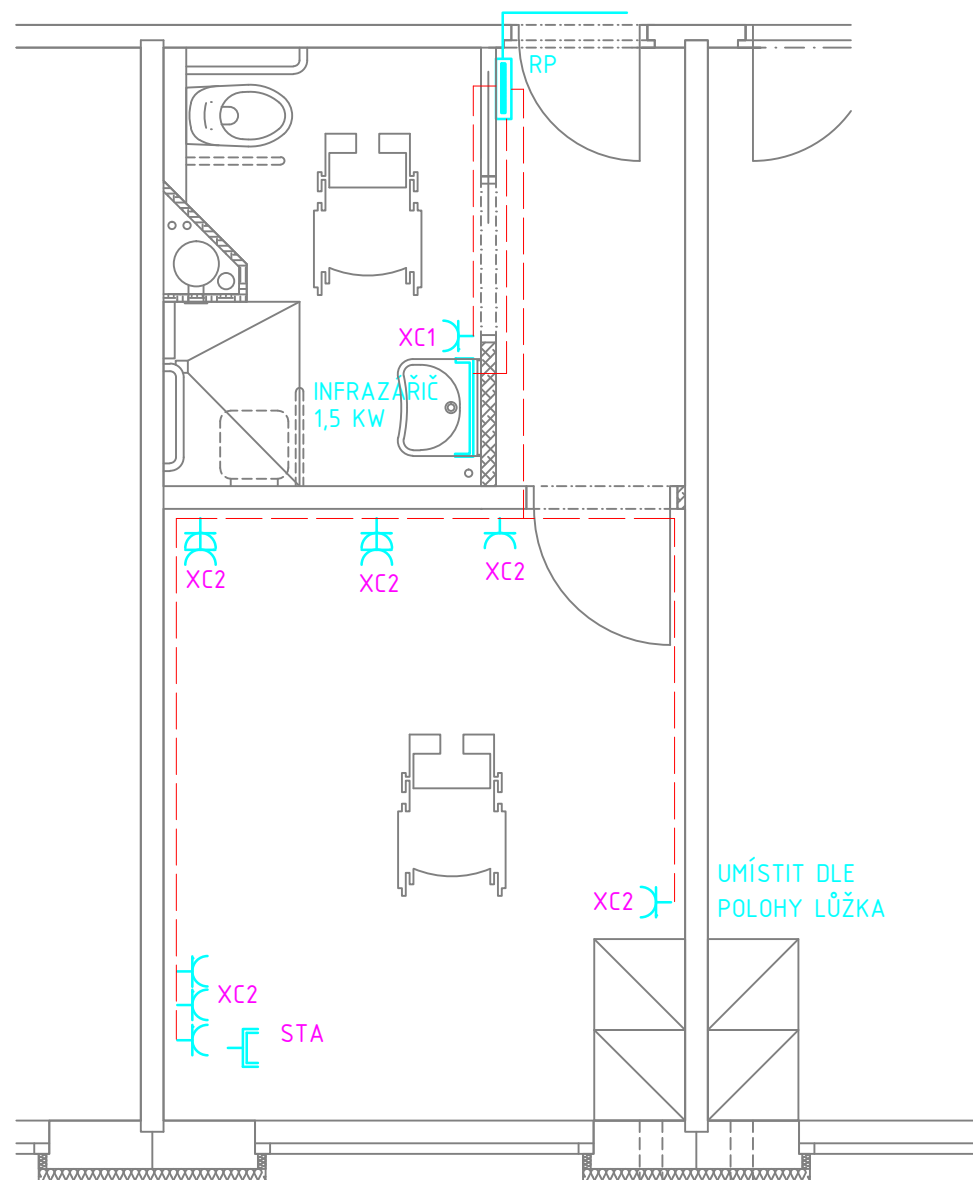 RP
XC1
INFRAZÁŘIČ
1,5 KW
XC2
XC2
XC2
UMÍSTIT DLE
POLOHY LŮŽKA
XC2
XC2
STA